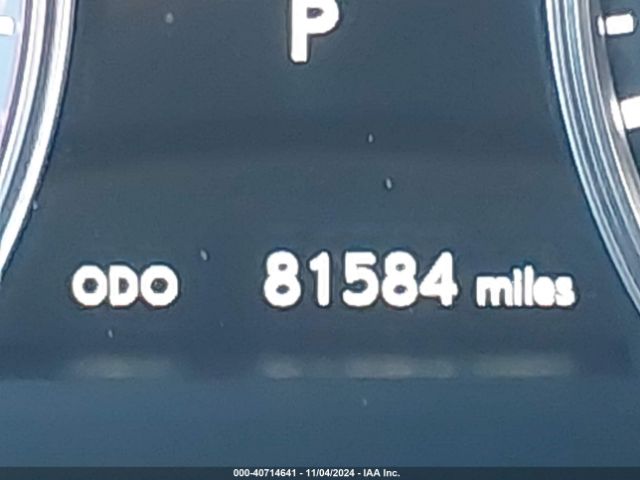 P
ODO 81584 miles
000-40714641 - 11/04/2024 - IAA Inc.